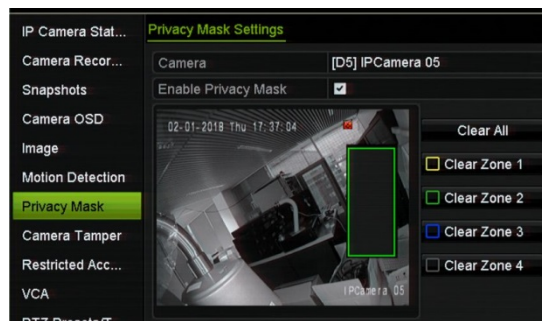 IP Camera Stat...
Privacy Mask Settings
Camera Recor...
Camera
[D5] IPCamera 05
Snapshots
Enable Privacy Mask
Camera OSD
02-01-2018 Thu 17:37:04
Clear All
Image
Motion Detection
Clear Zone 1
Privacy Mask
Clear Zone 2
Camera Tamper
Clear Zone 3
Restricted Acc...
Clear Zone 4
VCA
IPCamera 05